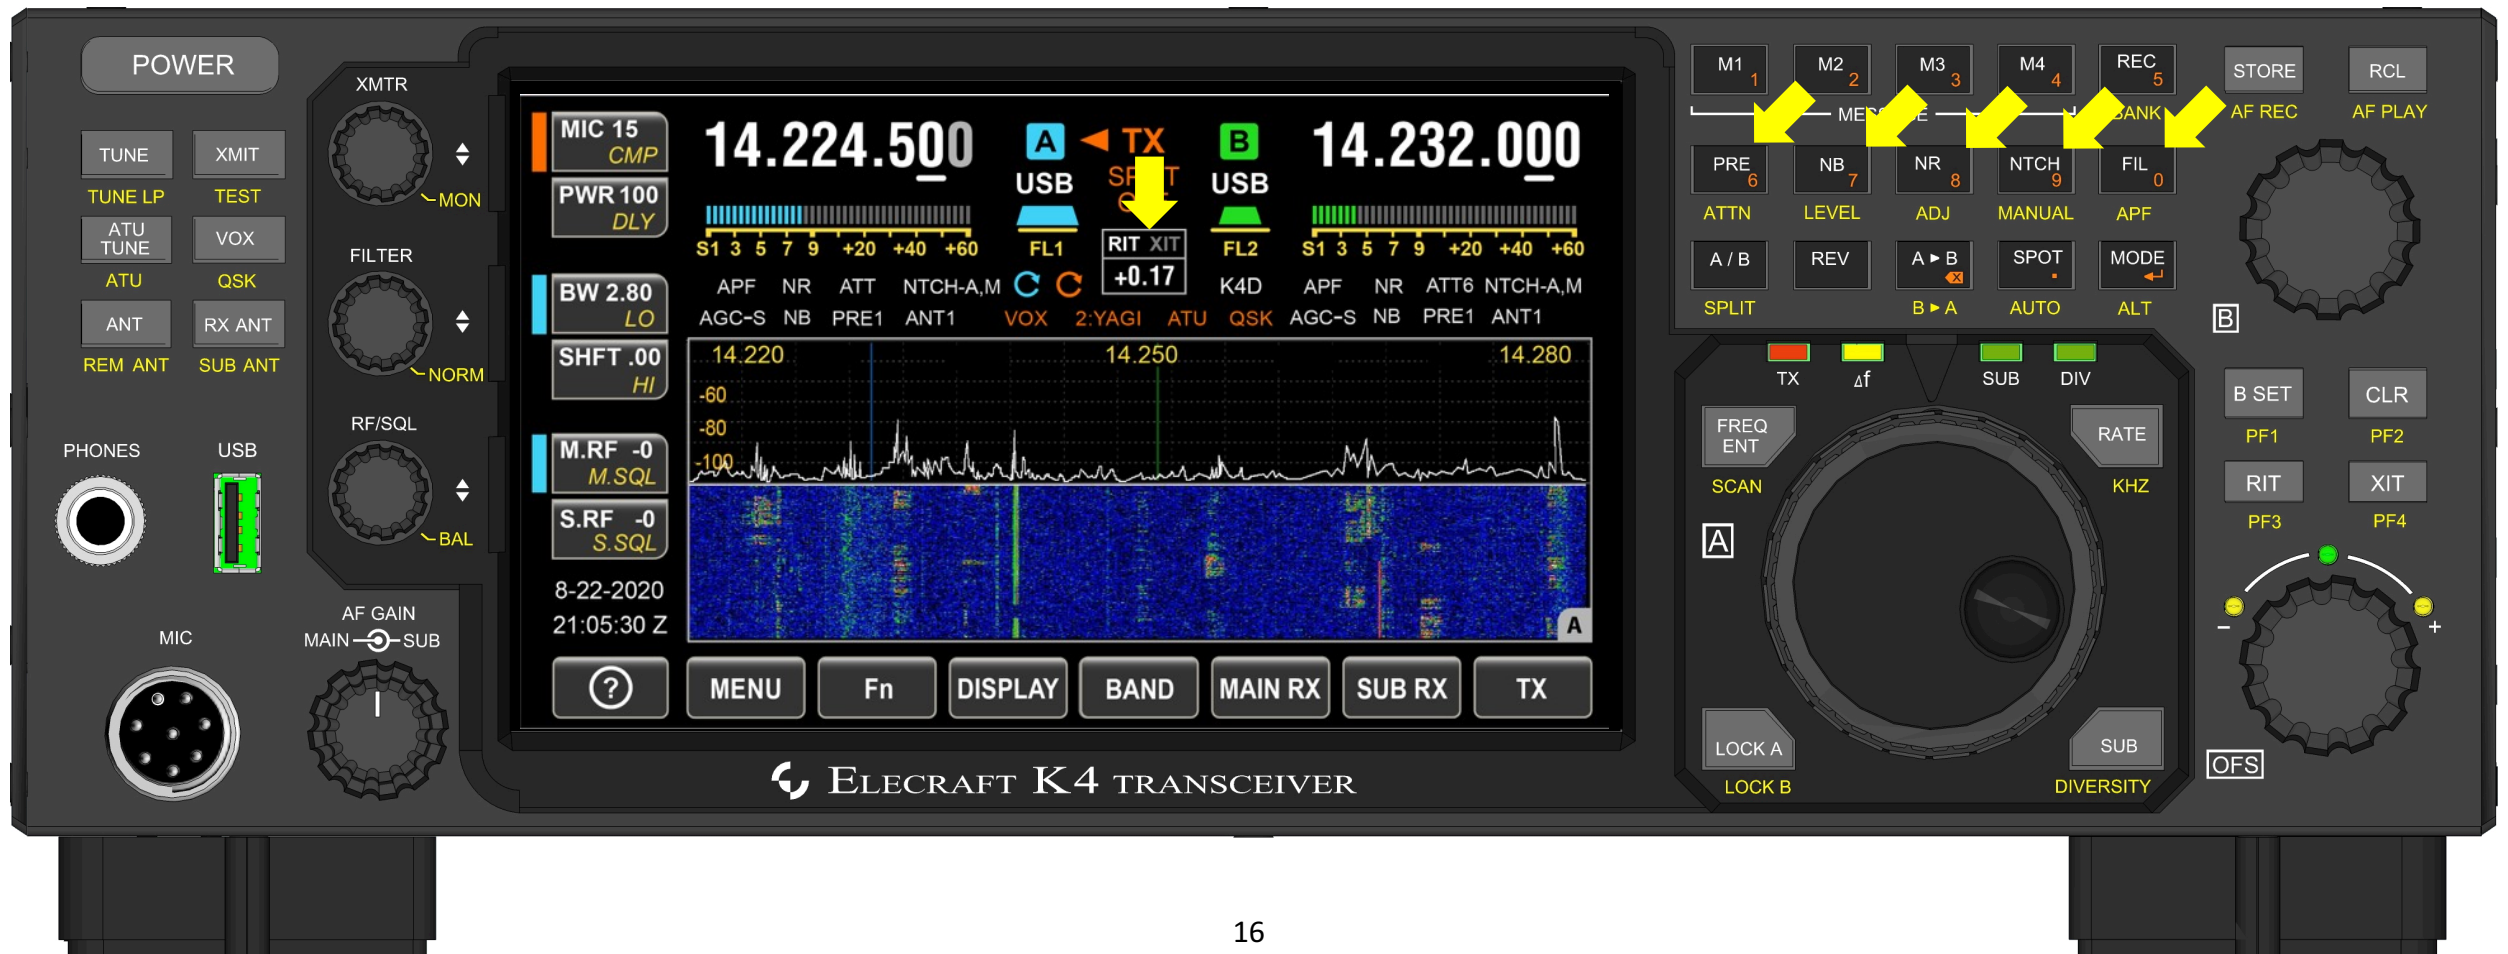 POWER
XMTR
TUNE XMIT
TUNE LP TEST
MON
ATU TUNE VOX
ATU QSK
FILTER
ANT RX ANT
REM ANT SUB ANT
NORM
RF/SQL
PHONES USB
BAL
AF GAIN
MAIN SUB
MIC
MIC 15
CMP
PWR 100
DLY
BW 2.80
LO
SHFT .00
HI
M.RF -0
M.SQL
S.RF -0
S.SQL
8-22-2020
21:05:30 Z
14.224.500 A TX B 14.232.000
USB USB
S1 3 5 7 9 +20 +40 +60 FL1 RIT XIT FL2 S1 3 5 7 9 +20 +40 +60
+0.17
APF NR ATT NTCH-A,M K4D APF NR ATT6 NTCH-A,M
AGC-S NB PRE1 ANT1 VOX 2:YAGI ATU QSK AGC-S NB PRE1 ANT1
14.220 14.250 14.280
-60
-80
-100
A
? MENU Fn DISPLAY BAND MAIN RX SUB RX TX
ELECRAFT K4 TRANSCEIVER
M1 1 M2 2 M3 3 M4 4 REC 5 STORE RCL
BANK AF REC AF PLAY
PRE 6 NB 7 NR 8 NTCH 9 FIL 0
ATTN LEVEL ADJ MANUAL APF
A / B REV A ► B SPOT . MODE
SPLIT B ► A AUTO ALT
B
TX Δf SUB DIV
B SET CLR
PF1 PF2
FREQ ENT RATE
SCAN KHZ
RIT XIT
PF3 PF4
A
- +
LOCK A SUB
LOCK B DIVERSITY
OFS
16